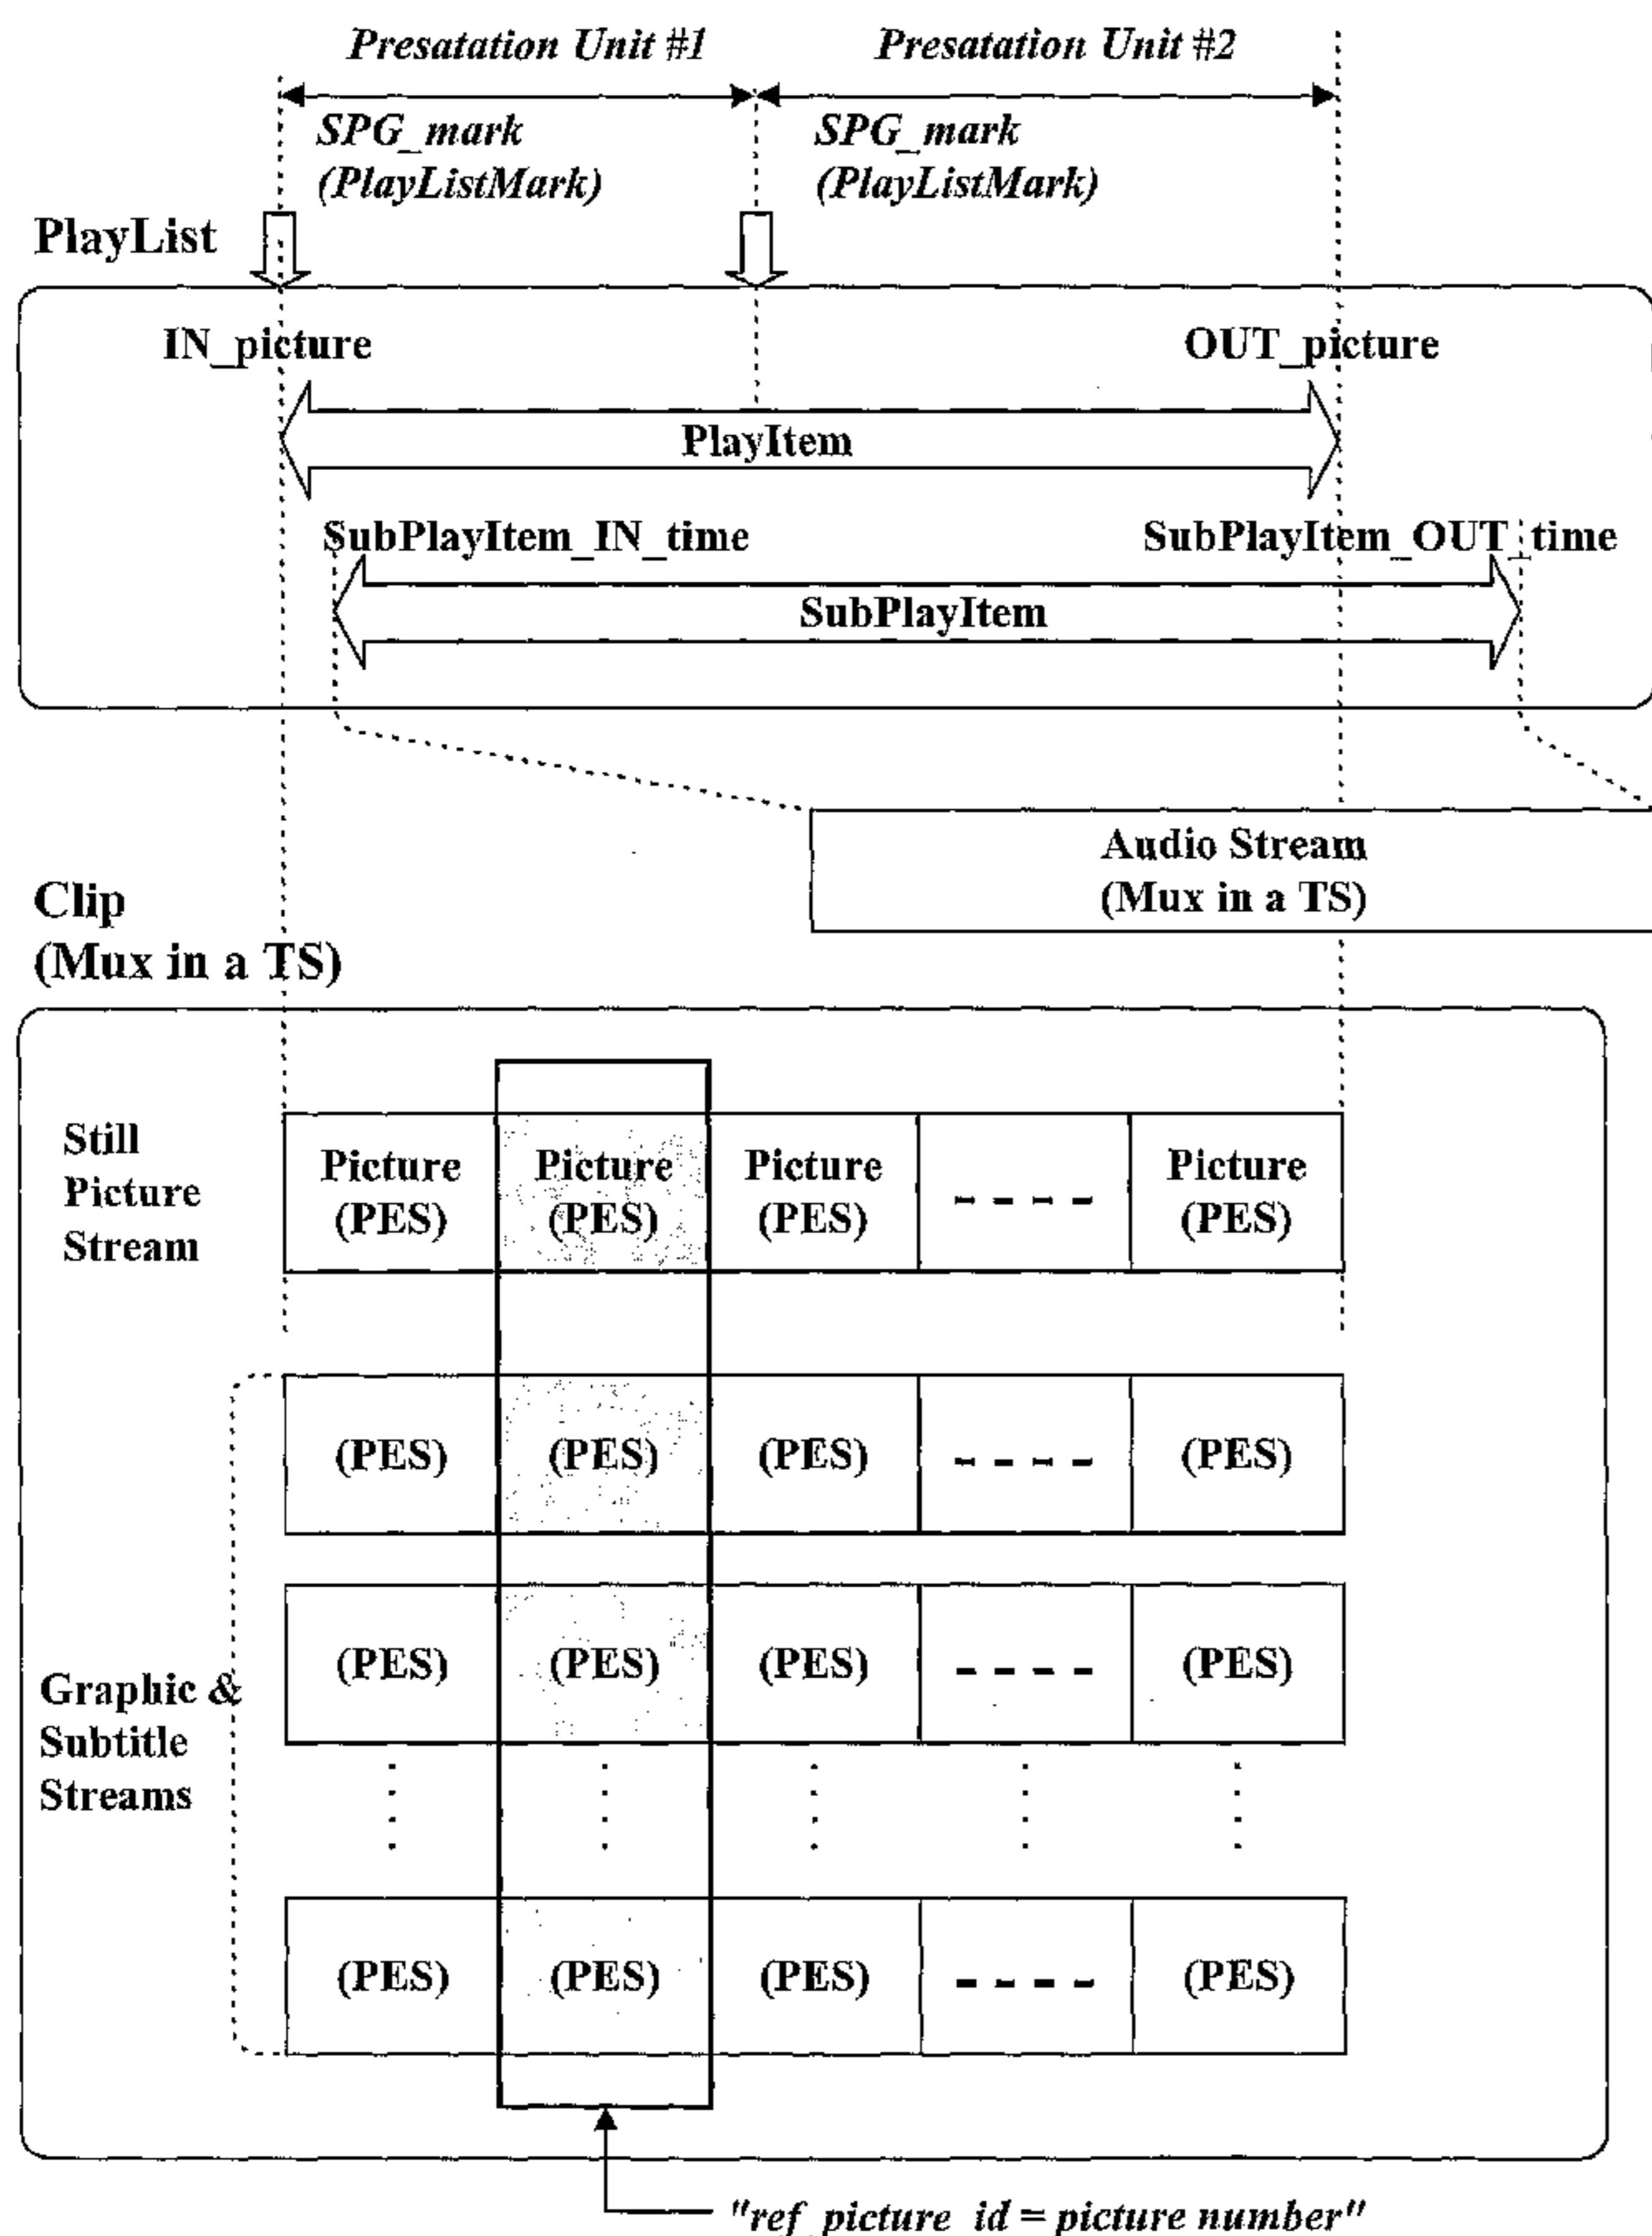 Presatation Unit #1
Presatation Unit #2
SPG_mark
(PlayListMark)
SPG_mark
(PlayListMark)
PlayList
IN_picture
OUT_picture
PlayItem
SubPlayItem_IN_time
SubPlayItem_OUT_time
SubPlayItem
Audio Stream
(Mux in a TS)
Clip
(Mux in a TS)
Still
Picture
Stream
Picture
(PES)
Picture
(PES)
Picture
(PES)
- - - -
Picture
(PES)
(PES)
(PES)
(PES)
- - - -
(PES)
(PES)
(PES)
(PES)
- - - -
(PES)
Graphic &
Subtitle
Streams
(PES)
(PES)
(PES)
- - - -
(PES)
"ref_picture_id = picture number"